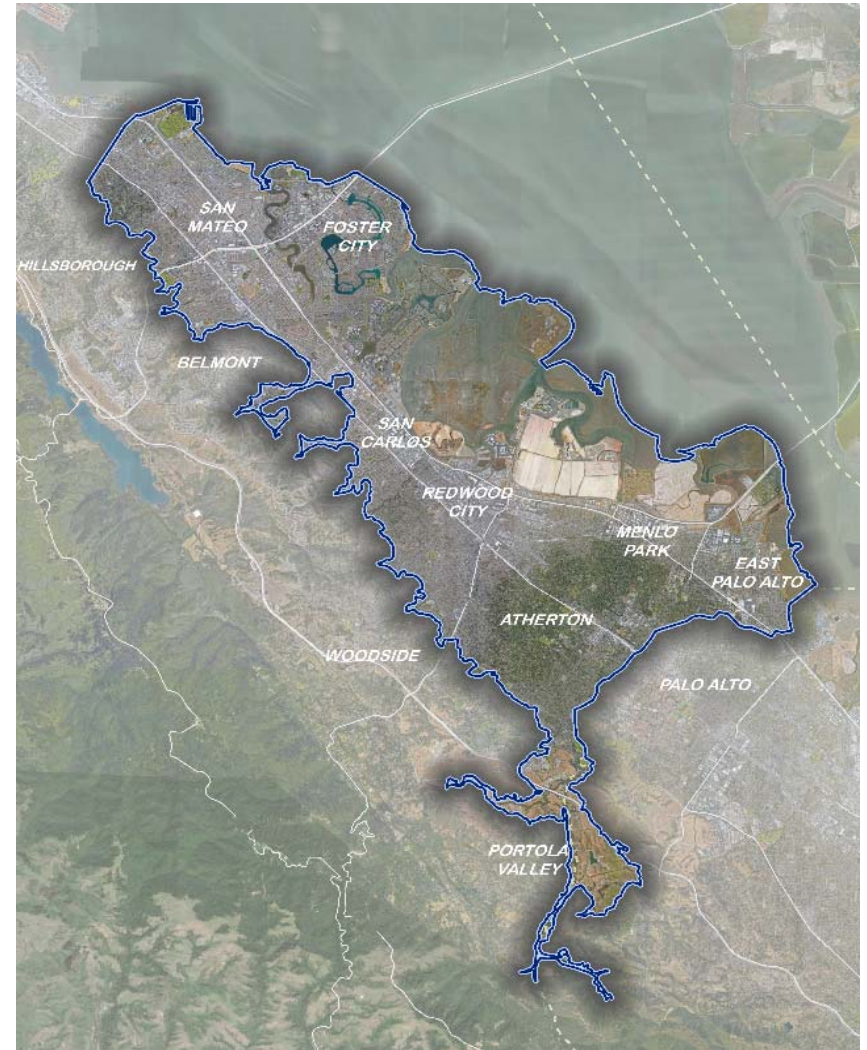 SAN
MATEO
FOSTER
CITY
HILLSBOROUGH
BELMONT
SAN
CARLOS
REDWOOD
CITY
MENLO
PARK
EAST
PALO ALTO
ATHERTON
WOODSIDE
PALO ALTO
PORTOLA
VALLEY